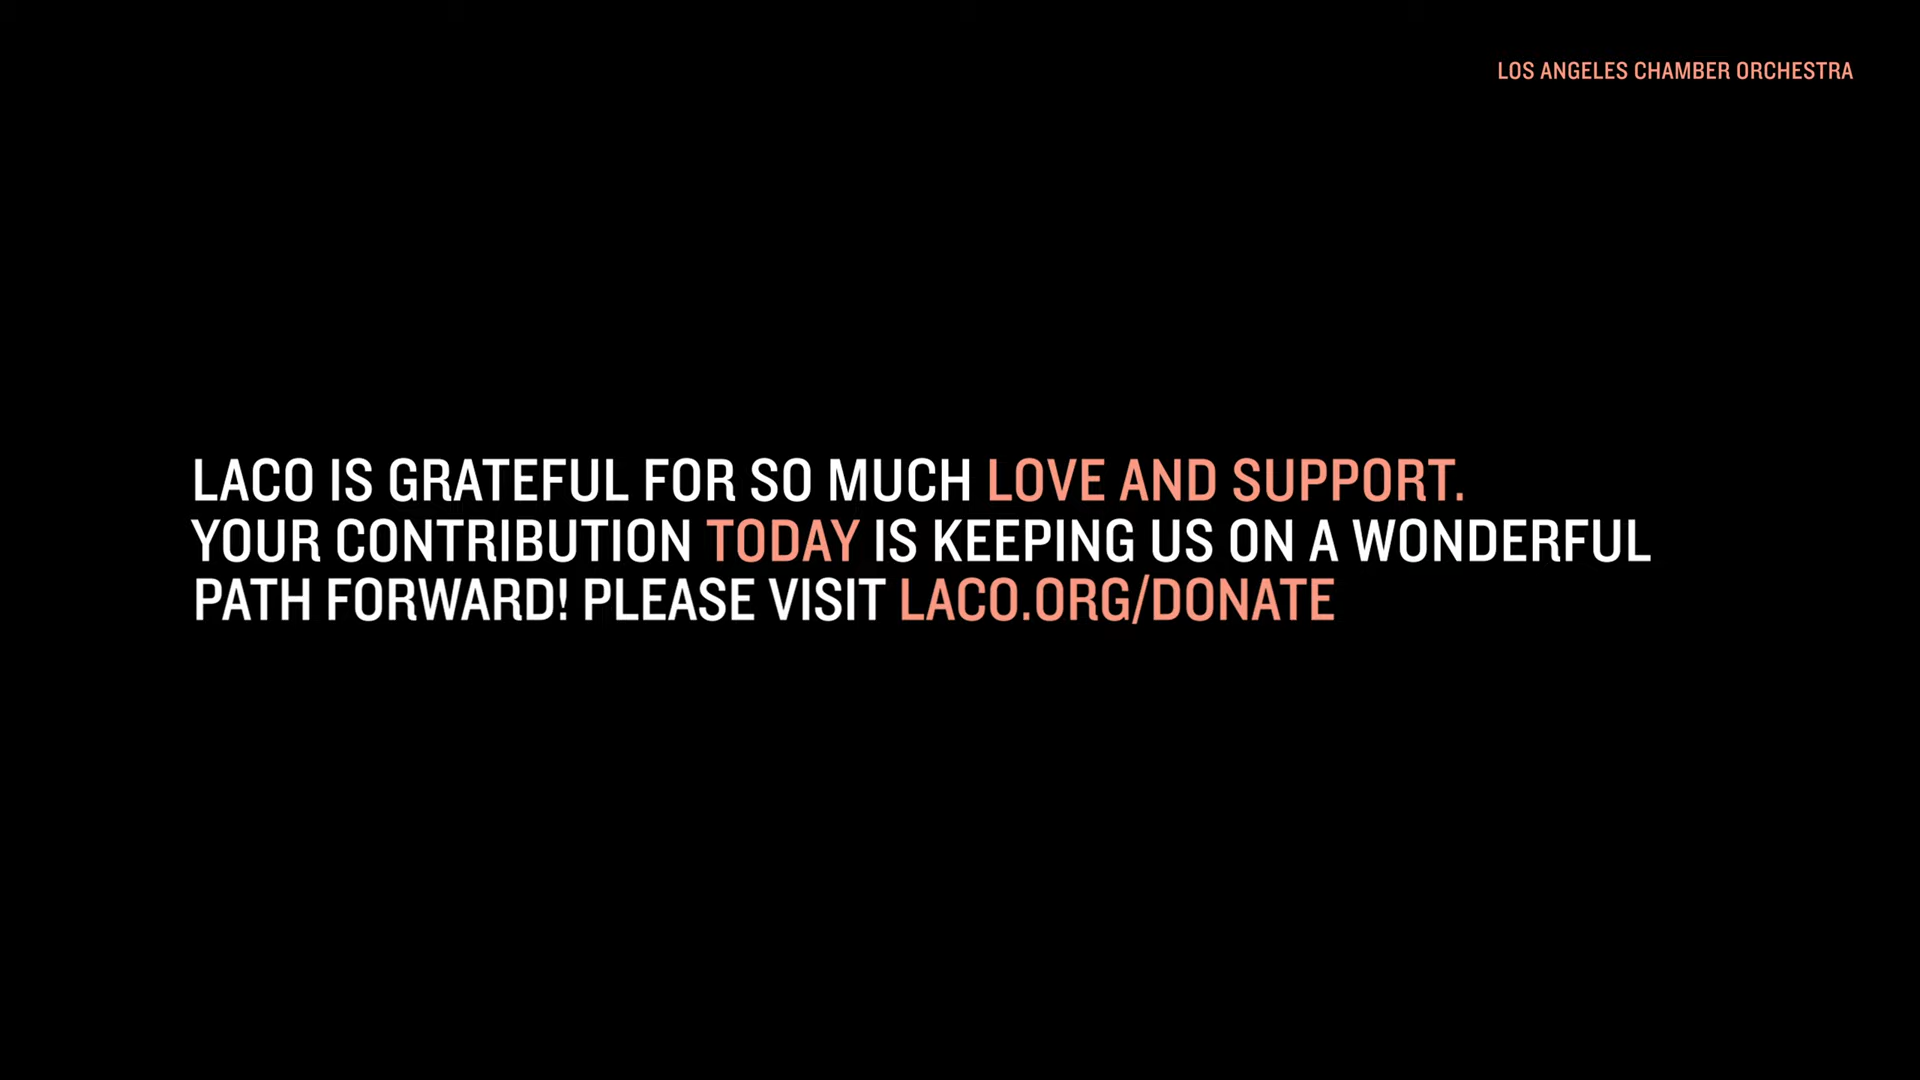 LOS ANGELES CHAMBER ORCHESTRA
LACO IS GRATEFUL FOR SO MUCH LOVE AND SUPPORT.
YOUR CONTRIBUTION TODAY IS KEEPING US ON A WONDERFUL
PATH FORWARD! PLEASE VISIT LACO.ORG/DONATE